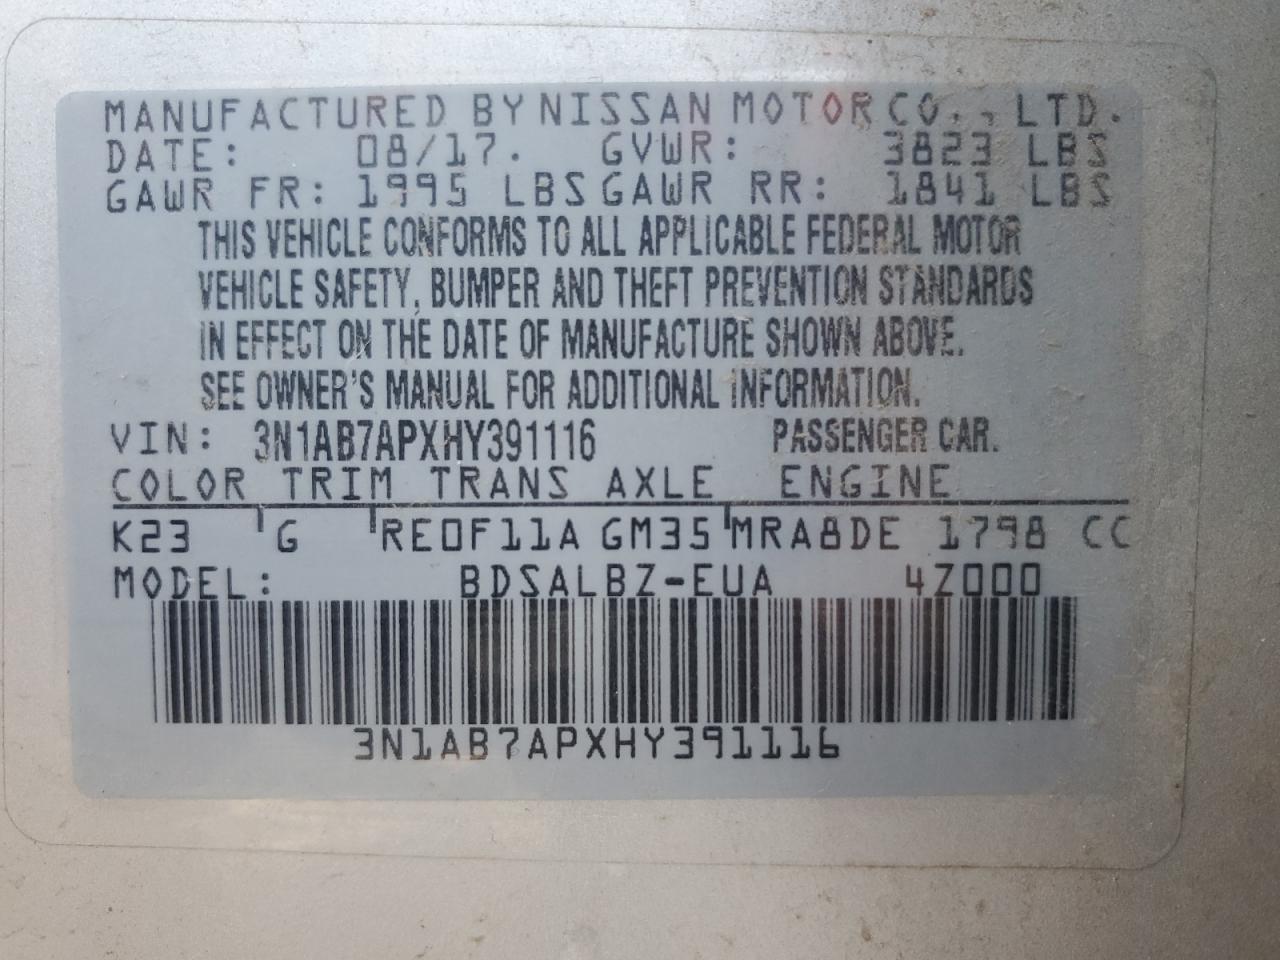 MANUFACTURED BY NISSAN MOTOR CO., LTD.
DATE: 08/17. GVWR: 3823 LBS
GAWR FR: 1995 LBS GAWR RR: 1841 LBS
THIS VEHICLE CONFORMS TO ALL APPLICABLE FEDERAL MOTOR
VEHICLE SAFETY, BUMPER AND THEFT PREVENTION STANDARDS
IN EFFECT ON THE DATE OF MANUFACTURE SHOWN ABOVE.
SEE OWNER'S MANUAL FOR ADDITIONAL INFORMATION.
VIN: 3N1AB7APXHY391116 PASSENGER CAR.
COLOR TRIM TRANS AXLE ENGINE
K23 G RE0F11A GM35 MRA8DE 1798 CC
MODEL: BDSALBZ-EUA 4Z000
3N1AB7APXHY391116